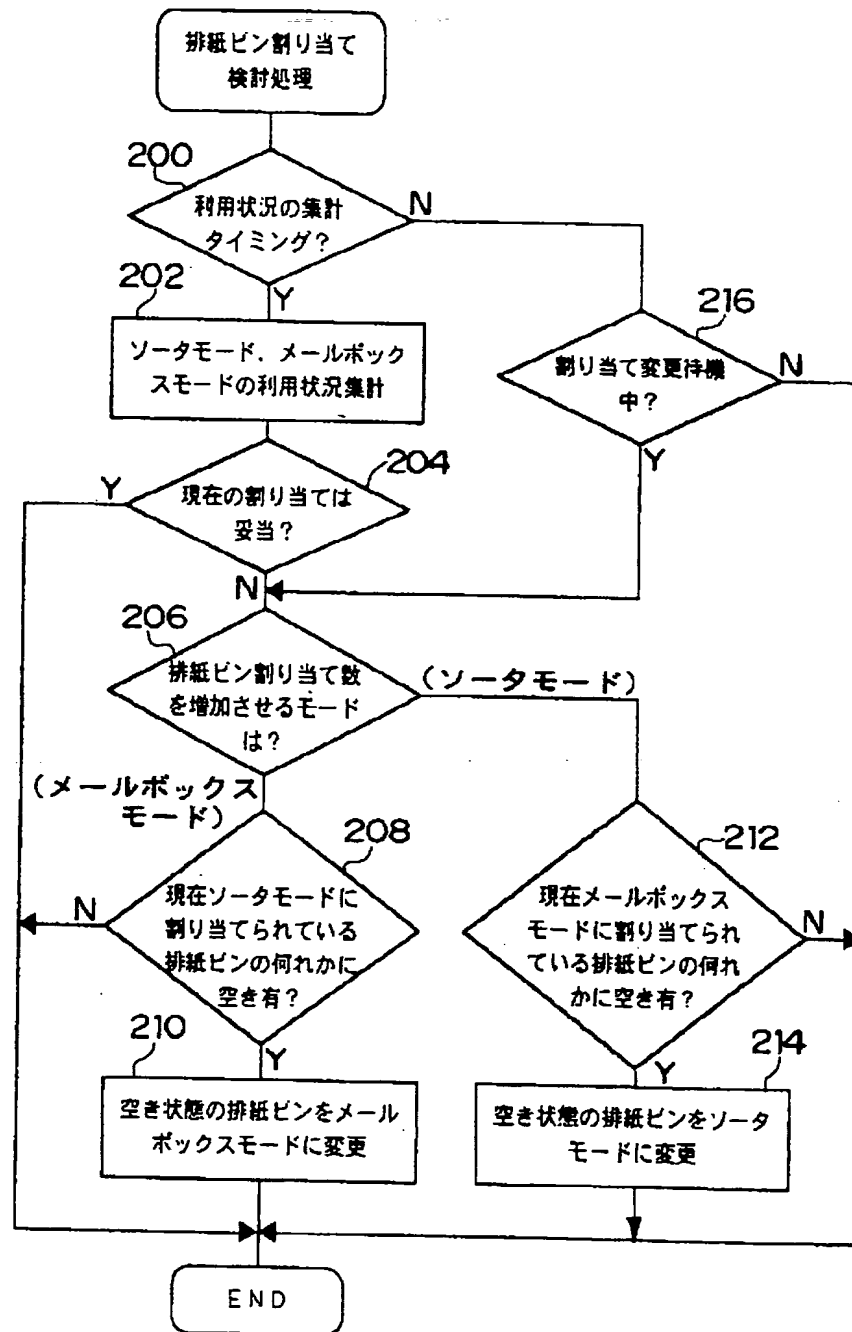 排紙ビン割り当て
検討処理
200
利用状況の集計
タイミング?
N
Y
202
ソータモード、メールボック
スモードの利用状況集計
216
割り当て変更待機
中?
N
Y
204
現在の割り当ては
妥当?
Y
N
206
排紙ビン割り当て数
を増加させるモード
は?
(ソータモード)
(メールボックス
モード)
208
現在ソータモードに
割り当てられている
排紙ビンの何れかに
空き有?
N
Y
212
現在メールボックス
モードに割り当てられ
ている排紙ビンの何れ
かに空き有?
N
Y
210
空き状態の排紙ビンをメール
ボックスモードに変更
214
空き状態の排紙ビンをソータ
モードに変更
END